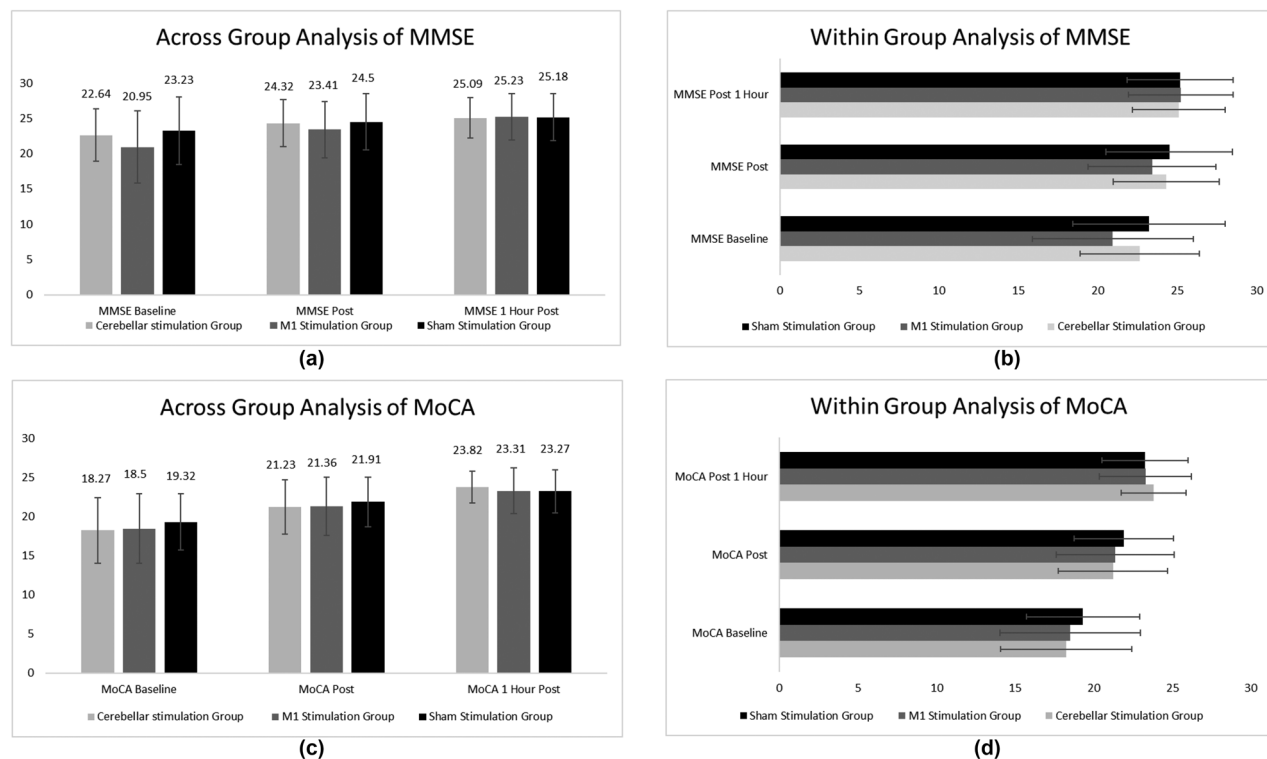 Across Group Analysis of MMSE
22.64 20.95 23.23 24.32 23.41 24.5 25.09 25.23 25.18
30
25
20
15
10
5
0
MMSE Baseline MMSE Post MMSE 1 Hour Post
Cerebellar stimulation Group M1 Stimulation Group Sham Stimulation Group
(a)
Within Group Analysis of MMSE
MMSE Post 1 Hour
MMSE Post
MMSE Baseline
0 5 10 15 20 25 30
Sham Stimulation Group M1 Stimulation Group Cerebellar Stimulation Group
(b)
Across Group Analysis of MoCA
18.27 18.5 19.32 21.23 21.36 21.91 23.82 23.31 23.27
30
25
20
15
10
5
0
MoCA Baseline MoCA Post MoCA 1 Hour Post
Cerebellar stimulation Group M1 Stimulation Group Sham Stimulation Group
(c)
Within Group Analysis of MoCA
MoCA Post 1 Hour
MoCA Post
MoCA Baseline
0 5 10 15 20 25 30
Sham Stimulation Group M1 Stimulation Group Cerebellar Stimulation Group
(d)